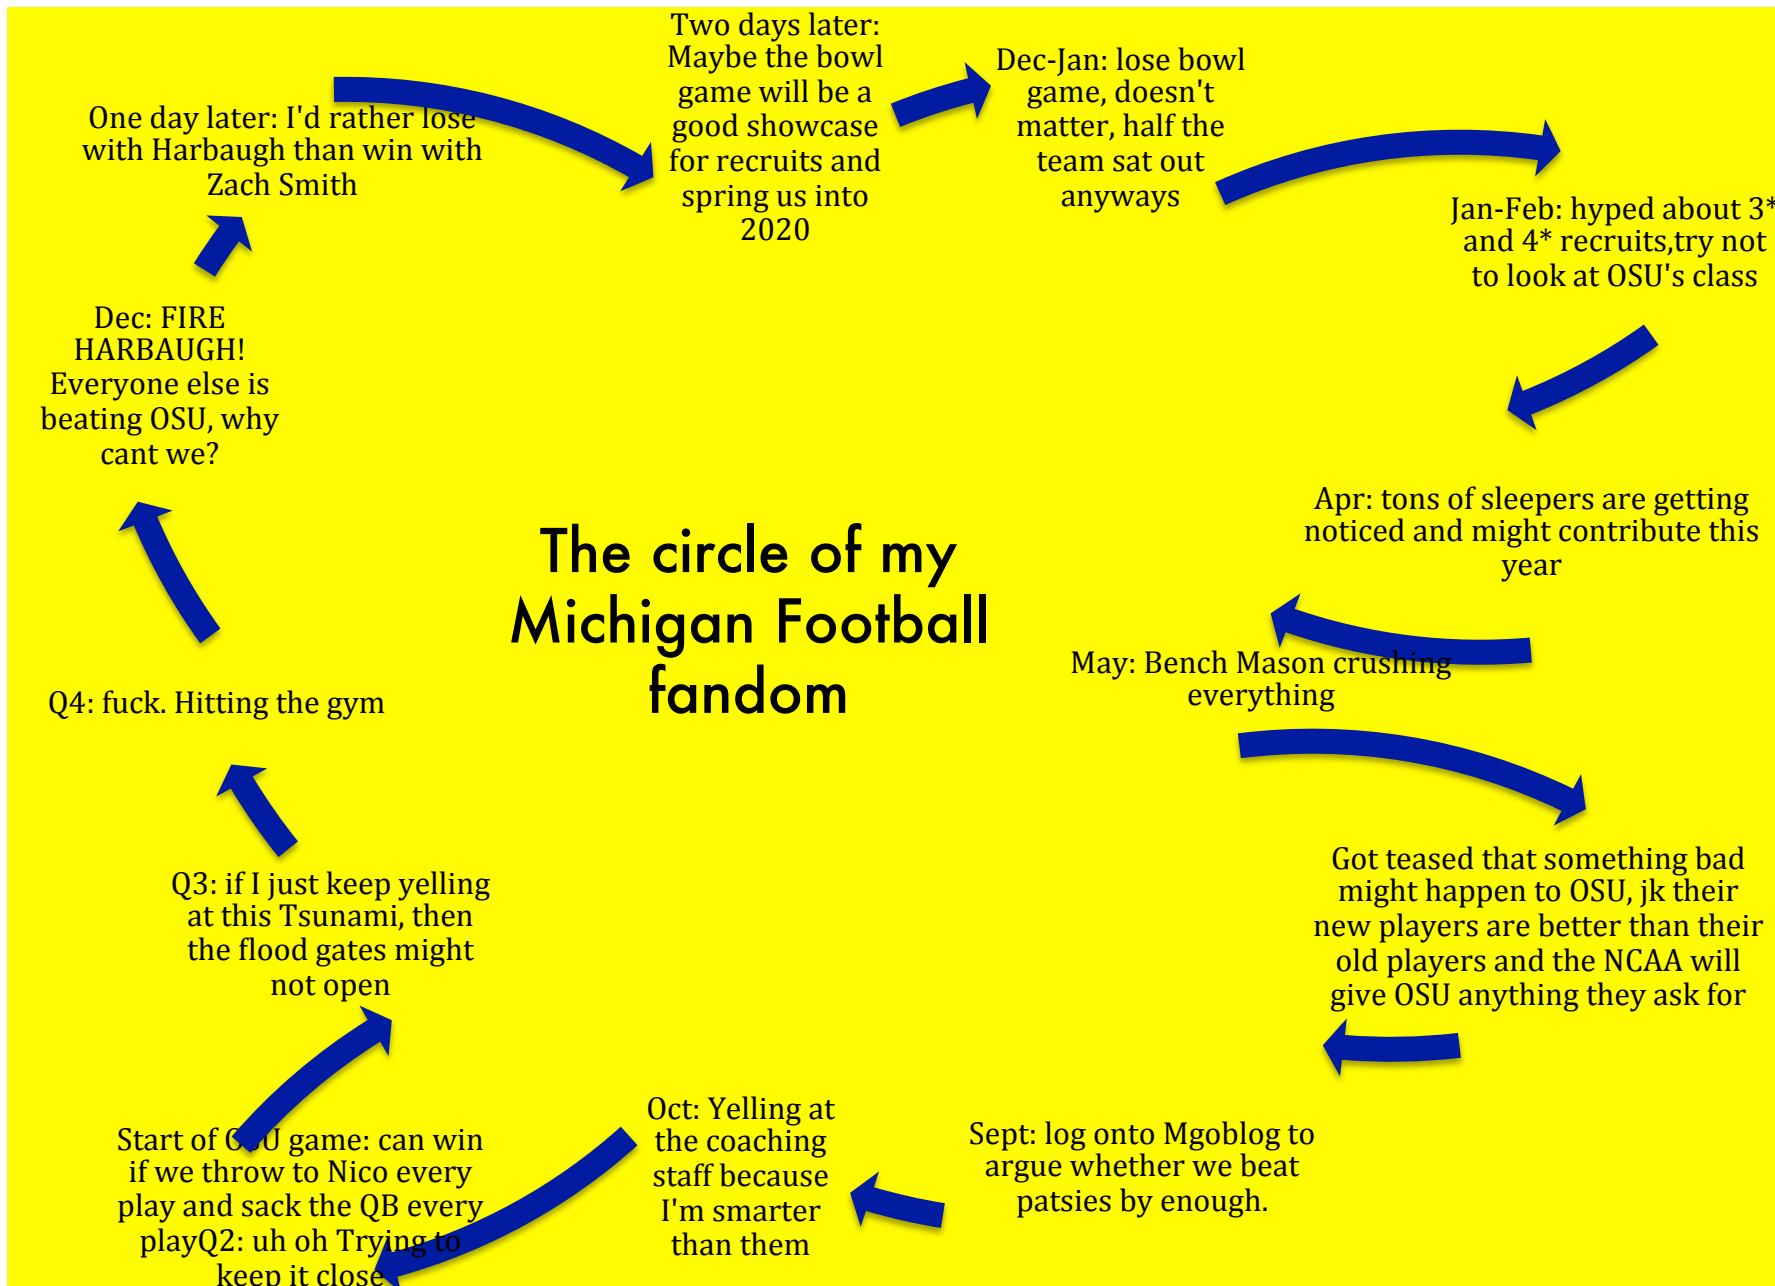 The circle of my
Michigan Football
fandom
Two days later:
Maybe the bowl
game will be a
good showcase
for recruits and
spring us into
2020
Dec-Jan: lose bowl
game, doesn't
matter, half the
team sat out
anyways
Jan-Feb: hyped about 3*
and 4* recruits,try not
to look at OSU's class
Apr: tons of sleepers are getting
noticed and might contribute this
year
May: Bench Mason crushing
everything
Got teased that something bad
might happen to OSU, jk their
new players are better than their
old players and the NCAA will
give OSU anything they ask for
Sept: log onto Mgoblog to
argue whether we beat
patsies by enough.
Oct: Yelling at
the coaching
staff because
I'm smarter
than them
Start of OSU game: can win
if we throw to Nico every
play and sack the QB every
playQ2: uh oh Trying to
keep it close
Q3: if I just keep yelling
at this Tsunami, then
the flood gates might
not open
Q4: fuck. Hitting the gym
Dec: FIRE
HARBAUGH!
Everyone else is
beating OSU, why
cant we?
One day later: I'd rather lose
with Harbaugh than win with
Zach Smith